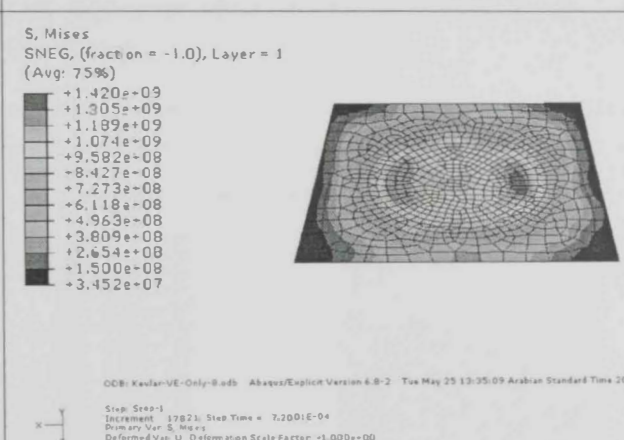 S, Mises
SNEG, (fraction = -1.0), Layer = 1
(Avg: 75%)
+1.420e+09
+1.305e+09
+1.189e+09
+1.074e+09
+9.582e+08
+8.427e+08
+7.273e+08
+6.118e+08
+4.963e+08
+3.809e+08
+2.654e+08
+1.500e+08
+3.452e+07
ODB: Kevlar-VE-Only-8.odb Abaqus/Explicit Version 6.8-2 Tue May 25 13:35:09 Arabian Standard Time
Y
X
Step: Step-1
Increment 17821: Step Time = 7.2001E-04
Primary Var: S, Mises
Deformed Var: U Deformation Scale Factor: +1.000e+00